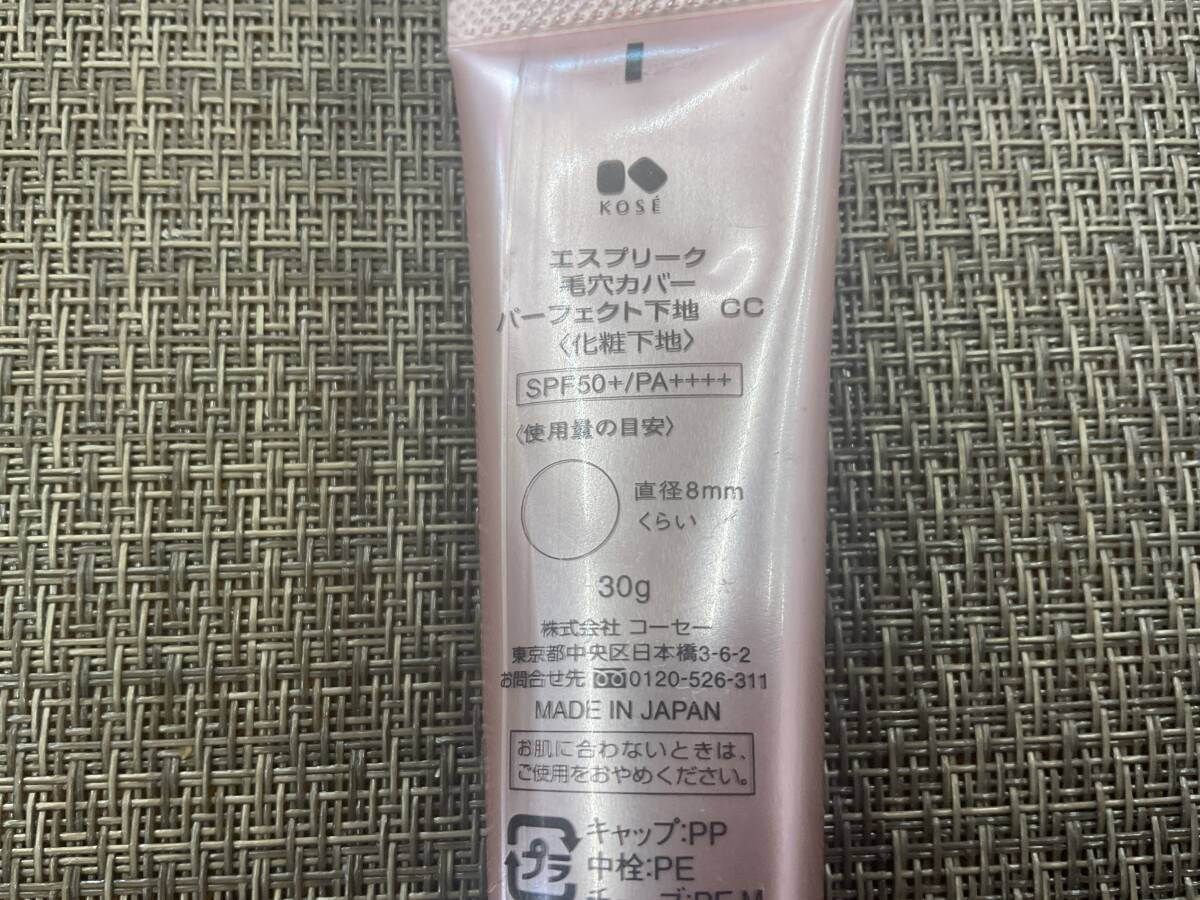 KOSÉ
エスプリーク
毛穴カバー
パーフェクト下地 CC
〈化粧下地〉
SPF50+/PA++++
〈使用量の目安〉
直径8mm
くらい
30g
株式会社 コーセー
東京都中央区日本橋3-6-2
お問合せ先 0120-526-311
MADE IN JAPAN
お肌に合わないときは、
ご使用をおやめください。
プラ
キャップ:PP
中栓:PE
チューブ:PE,M